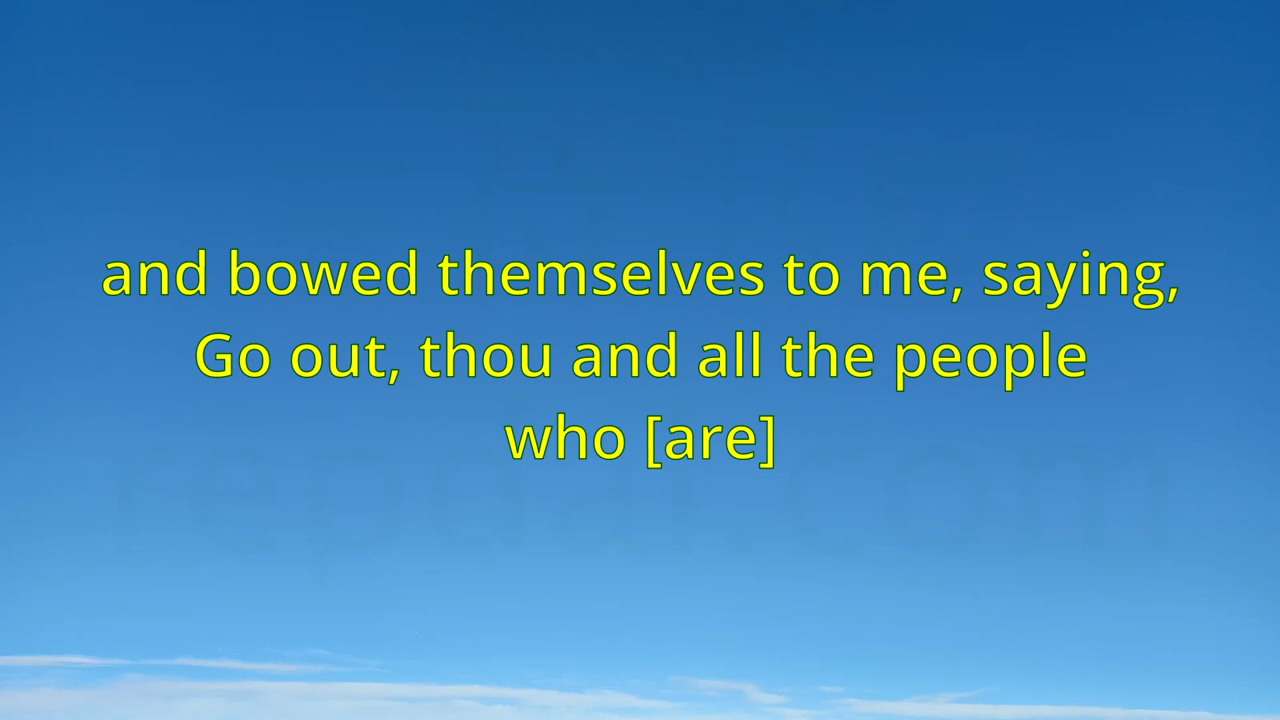 and bowed themselves to me, saying,
Go out, thou and all the people
who [are]